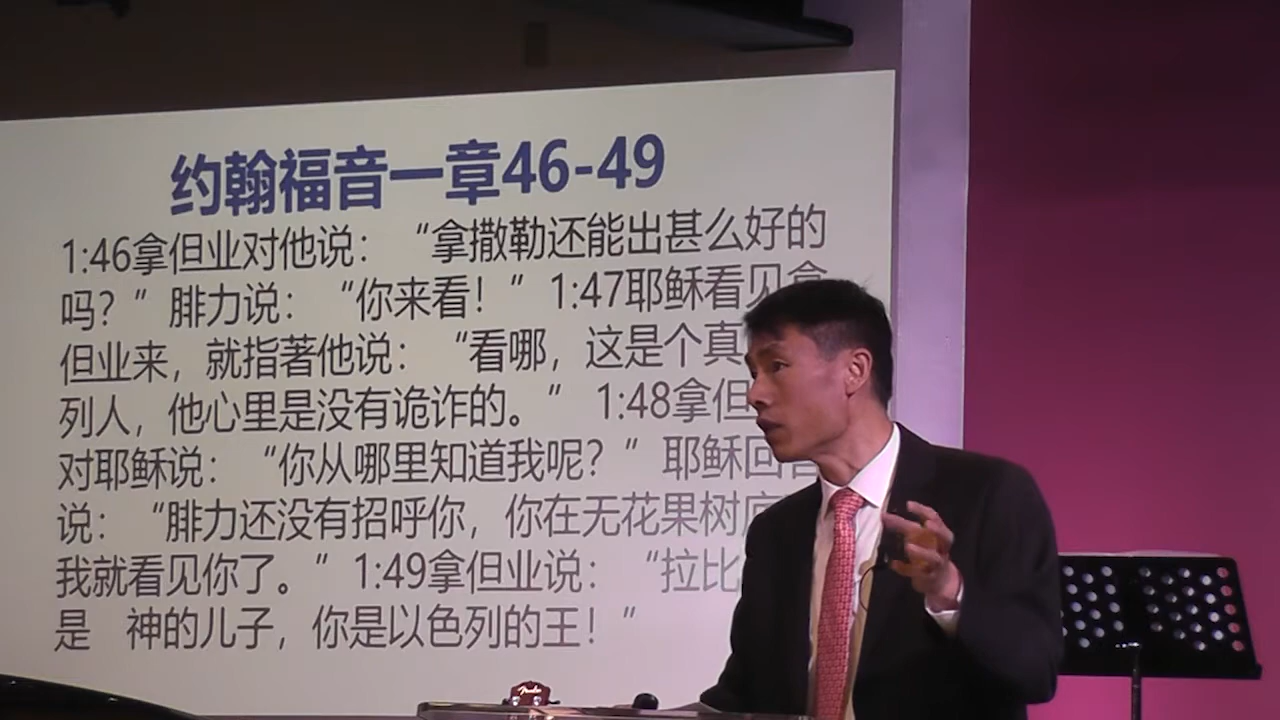 约翰福音一章46-49
1:46拿但业对他说：“拿撒勒还能出甚么好的
吗？”腓力说：“你来看！”1:47耶稣看见拿
但业来，就指著他说：“看哪，这是个真
列人，他心里是没有诡诈的。” 1:48拿但
对耶稣说：“你从哪里知道我呢？”耶稣回答
说：“腓力还没有招呼你，你在无花果树底
我就看见你了。”1:49拿但业说：“拉比
是 神的儿子，你是以色列的王！”
Fender